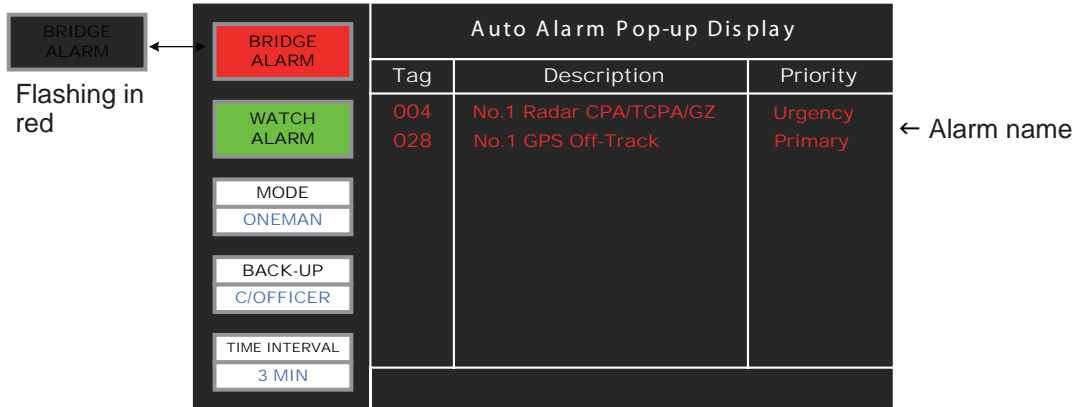 BRIDGE
ALARM
Flashing in
red
BRIDGE
ALARM
WATCH
ALARM
MODE
ONEMAN
BACK-UP
C/OFFICER
TIME INTERVAL
3 MIN
Auto Alarm Pop-up Display
Tag Description Priority
004 No.1 Radar CPA/TCPA/GZ Urgency
028 No.1 GPS Off-Track Primary
← Alarm name